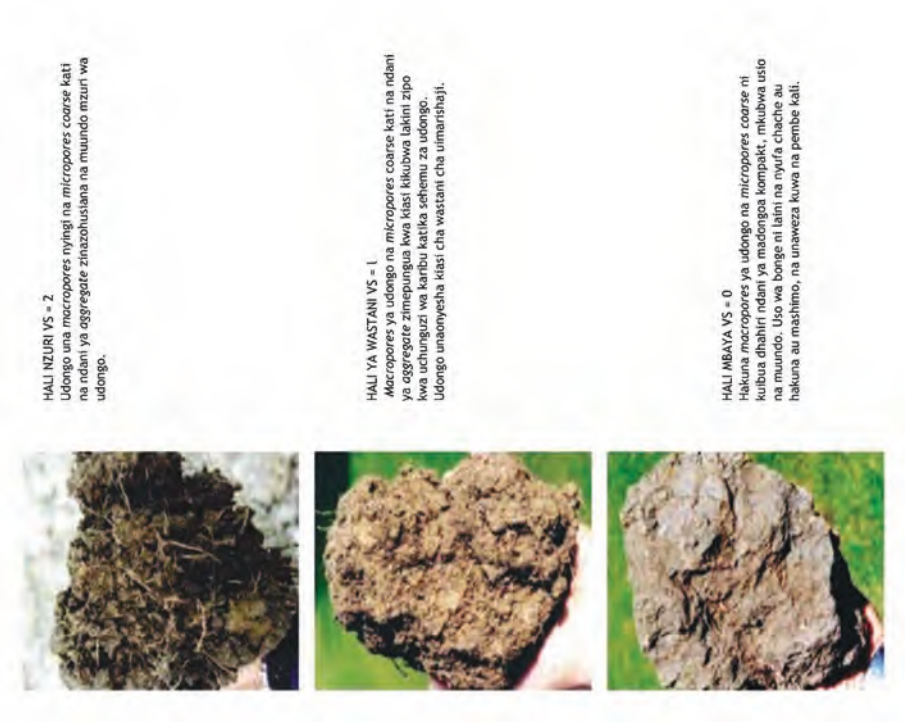 HALI NZURI VS = 2
Udongo una macropores nyingi na micropores coarse kati
na ndani ya aggregate zinazohusiana na muundo mzuri wa
udongo.
HALI YA WASTANI VS = 1
Macropores ya udongo na micropores coarse kati na ndani
ya aggregate zimepungua kwa kiasi kikubwa lakini zipo
kwa uchunguzi wa karibu katika sehemu za udongo.
Udongo unaonyesha kiasi cha wastani cha uimarishaji.
HALI MBAYA VS = 0
Hakuna macropores ya udongo na micropores coarse ni
kuibua dhahiri ndani ya madongoa kompakt, mkubwa usio
na muundo. Uso wa bonge ni laini na nyufa chache au
hakuna au mashimo, na unaweza kuwa na pembe kali.